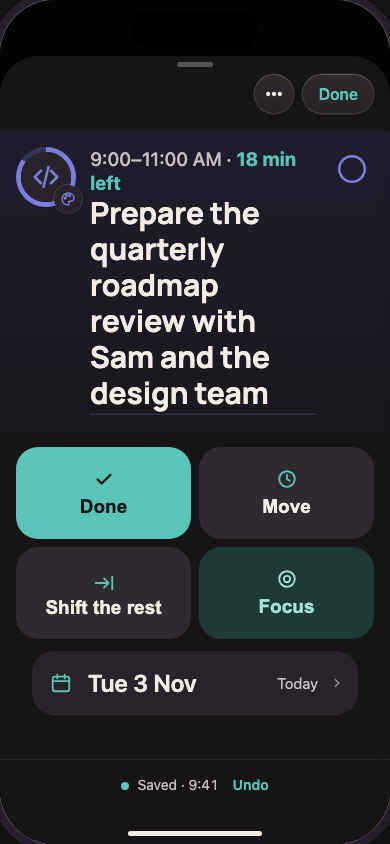 Done
9:00–11:00 AM · 18 min
left
Prepare the
quarterly
roadmap
review with
Sam and the
design team
Done
Move
Shift the rest
Focus
Tue 3 Nov
Today
Saved · 9:41
Undo